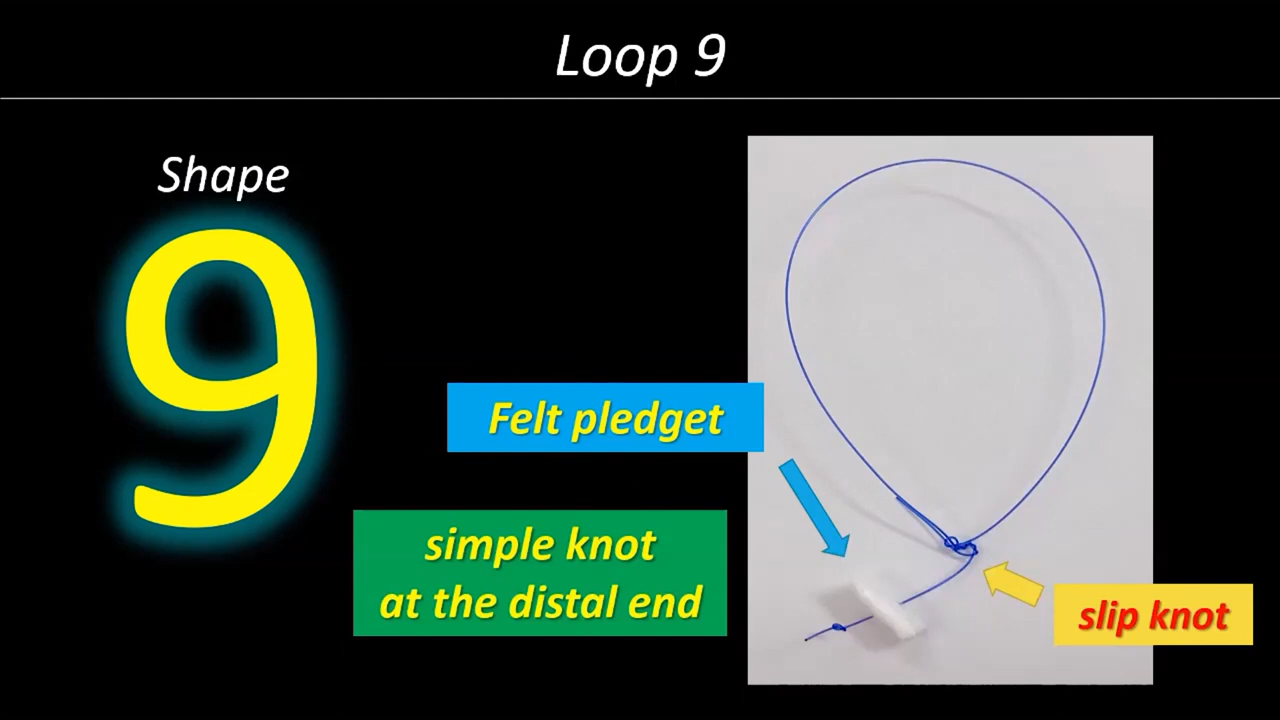 Loop 9
Shape
9
Felt pledget
simple knot
at the distal end
slip knot